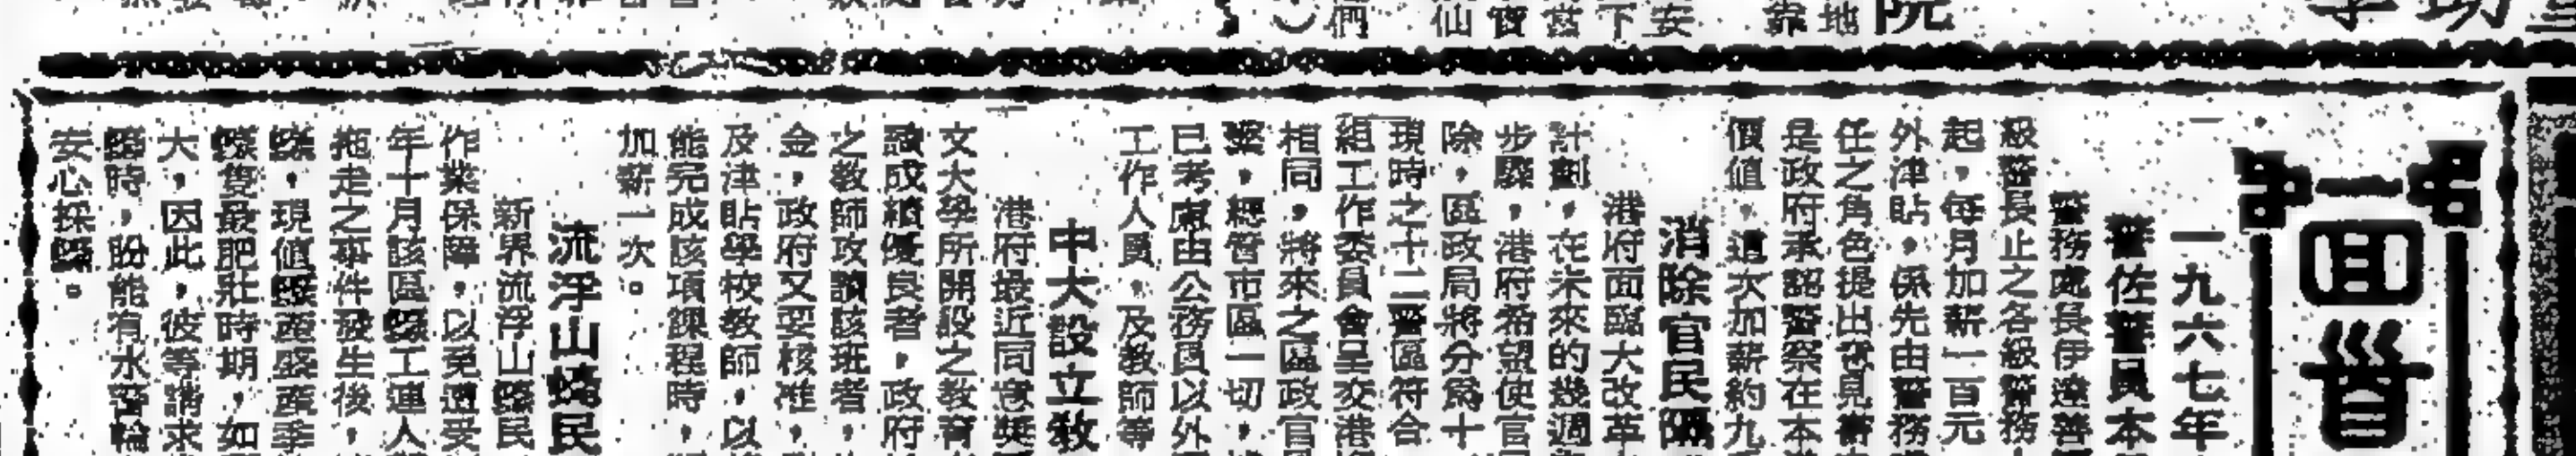 回首
一九六七年
警佐警員本
警務處長伊達善
級警長止之各級警務
起，每月加薪一百元
外津貼，係先由警務
任之角色提出意見書
是政府承認警察在本
價值，這次加薪約九
消除官民隔
港府面臨大改革
計劃，在未來的幾週
步驟，港府希望使官
除，區政局將分爲十
現時之十二警區符合
組工作委員會呈交港
相同，將來之區政官
繫，經管市區一切，
已考慮由公務員以外
工作人員，及教師等
中大設立教
港府最近同意獎
文大學所開設之教育
讀成績優良者，政府
之教師攻讀該班者，
金，政府又要核准，
及津貼學校教師，以
能完成該項課程時，
加薪一次。
流浮山蠔民
新界流浮山蠔民
作業保障，以免遭受
年十月該區蠔工連人
拖走之事件發生後，
蠔，現值蠔產盛產季
蠔隻最肥壯時期，如
大，因此，彼等請求
蠔時，盼能有水警輪
安心採蠔。